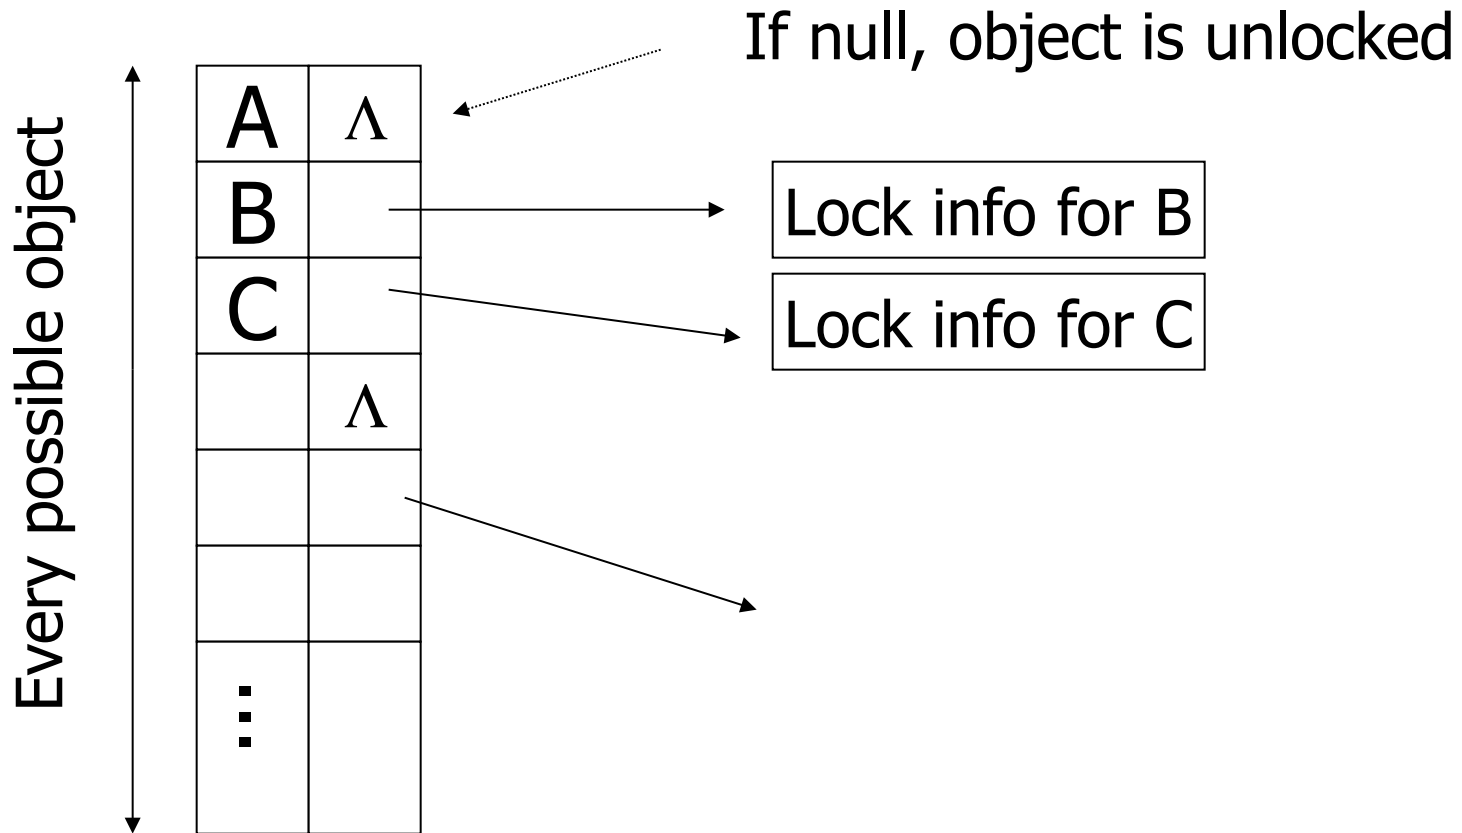 If null, object is unlocked
Every possible object
A Λ
B
Lock info for B
C
Lock info for C
Λ
⋮